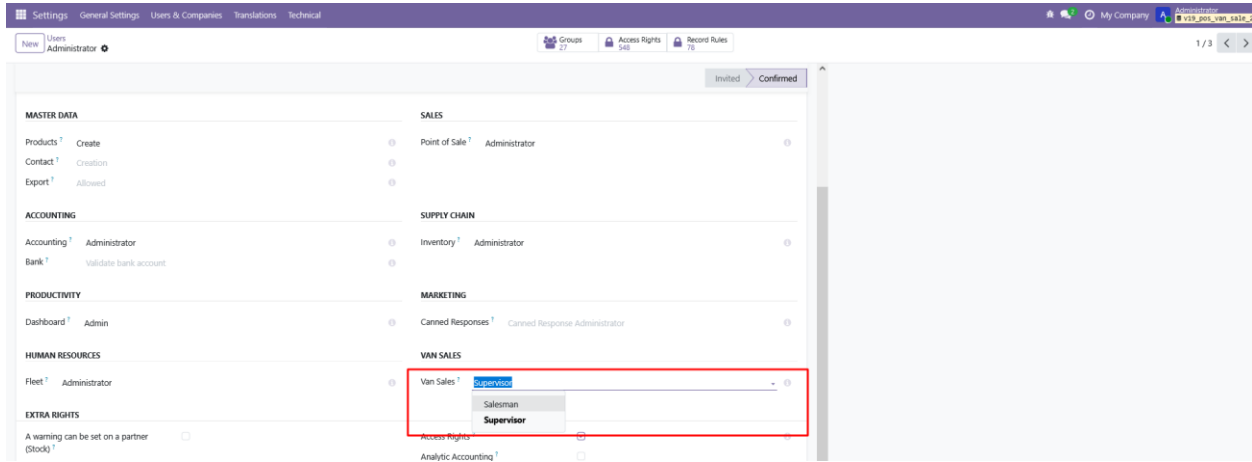 Settings General Settings Users & Companies Translations Technical 2 My Company A Administrator
v19_pos_van_sale_2
New Users Groups 27 Access Rights 548 Record Rules 78 1 / 3
Administrator
Invited Confirmed
MASTER DATA SALES
Products ? Create Point of Sale ? Administrator
Contact ? Creation
Export ? Allowed
ACCOUNTING SUPPLY CHAIN
Accounting ? Administrator Inventory ? Administrator
Bank ? Validate bank account
PRODUCTIVITY MARKETING
Dashboard ? Admin Canned Responses ? Canned Response Administrator
HUMAN RESOURCES VAN SALES
Fleet ? Administrator Van Sales ? Supervisor
Salesman
EXTRA RIGHTS Supervisor
A warning can be set on a partner Access Rights
(Stock) ? Analytic Accounting ?